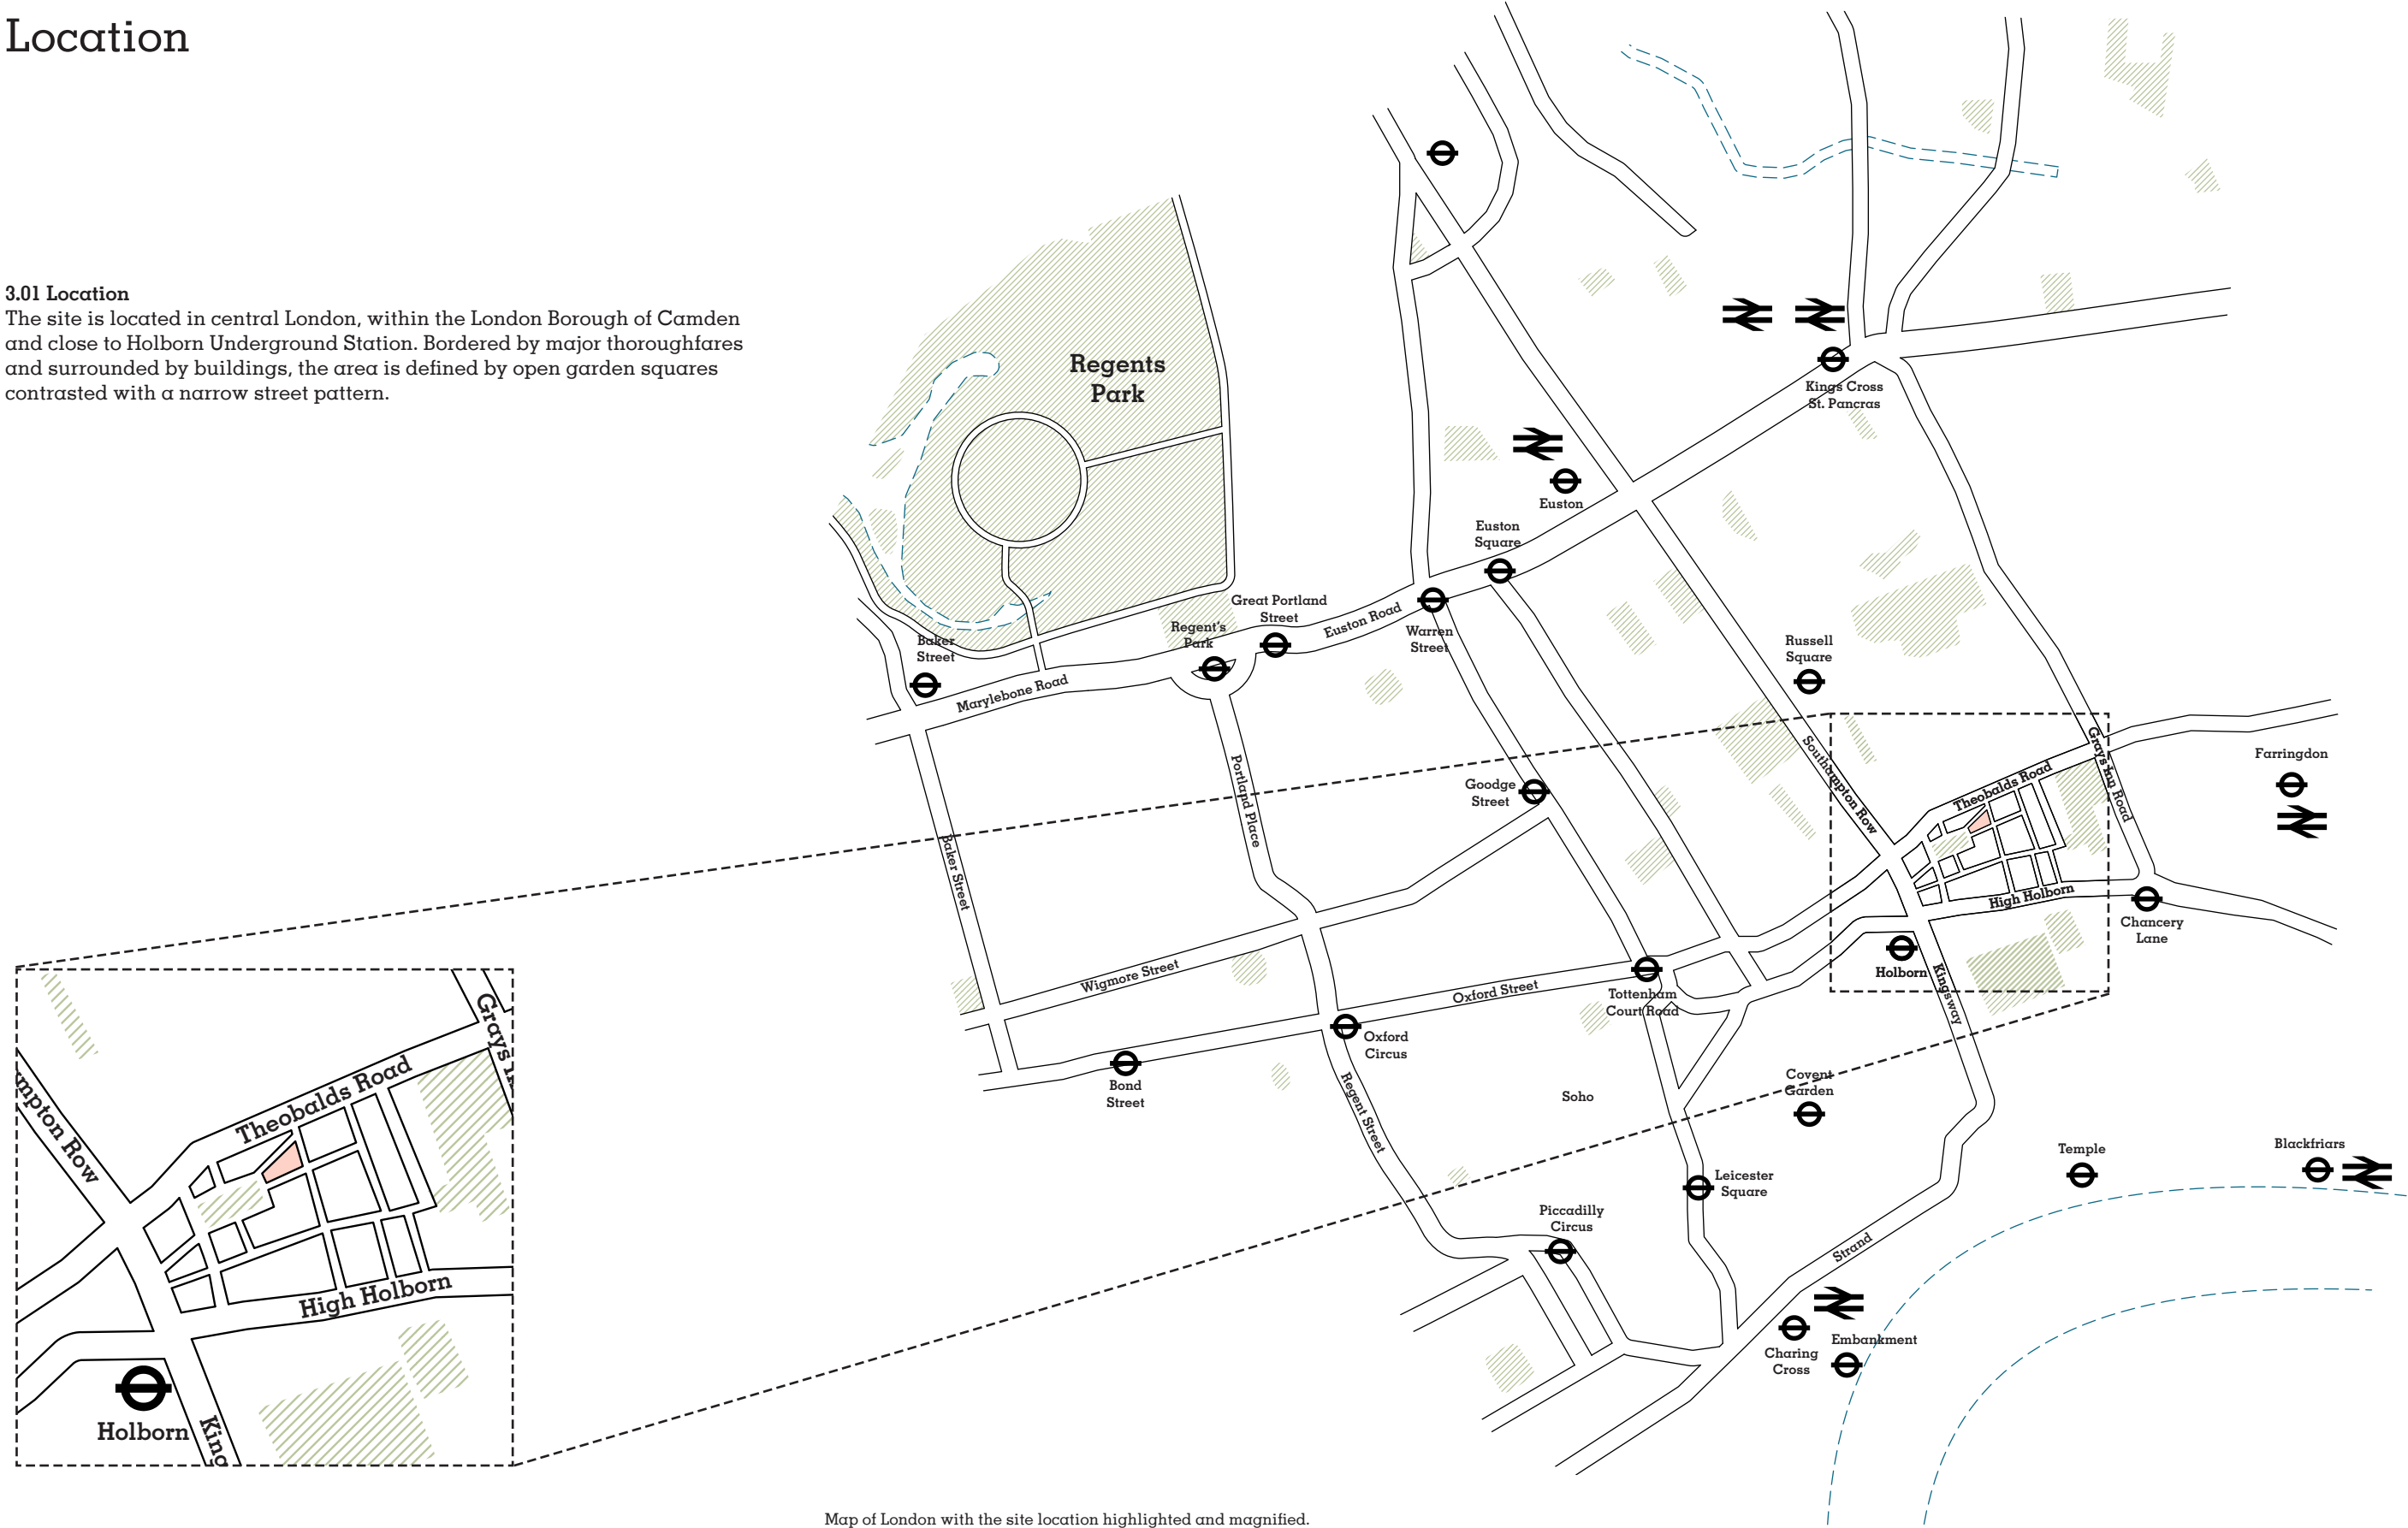 Location
3.01 Location
The site is located in central London, within the London Borough of Camden
and close to Holborn Underground Station. Bordered by major thoroughfares
and surrounded by buildings, the area is defined by open garden squares
contrasted with a narrow street pattern.
Regents
Park
Kings Cross
St. Pancras
Euston
Euston
Square
Great Portland
Street
Regent's
Park
Euston Road
Warren
Street
Baker
Street
Marylebone Road
Russell
Square
Southampton Row
Theobalds Road
Grays Inn Road
Farringdon
Portland Place
Goodge
Street
Baker Street
High Holborn
Chancery
Lane
Holborn
Kingsway
Wigmore Street
Oxford Street
Tottenham
Court Road
Oxford
Circus
Bond
Street
Regent Street
Soho
Covent
Garden
Temple
Blackfriars
Leicester
Square
Piccadilly
Circus
Strand
Charing
Cross
Embankment
Grays I
mpton Row
Theobalds Road
High Holborn
Holborn
King
Map of London with the site location highlighted and magnified.